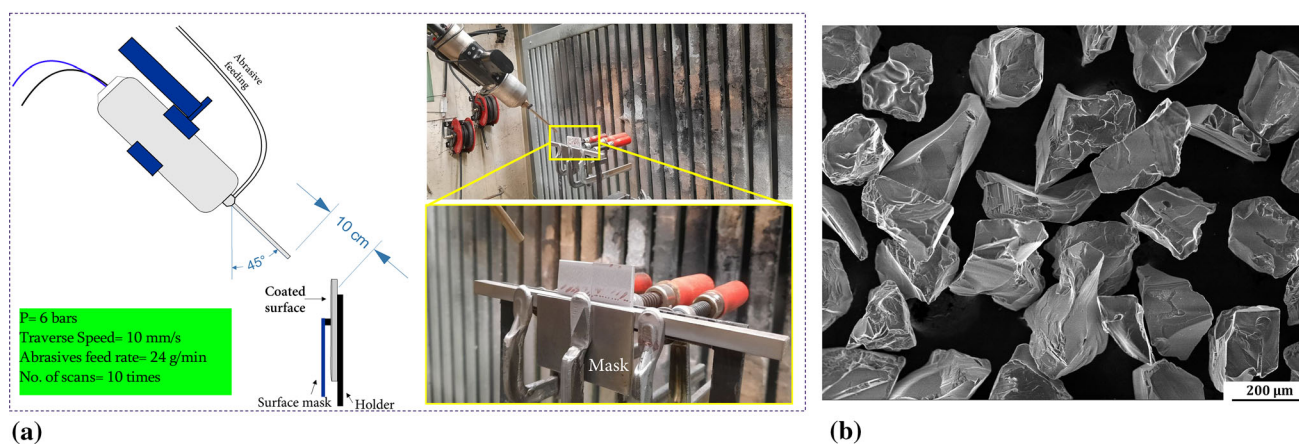 Abrasive
feeding
10 cm
45°
Coated
surface
P= 6 bars
Traverse Speed= 10 mm/s
Abrasives feed rate= 24 g/min
No. of scans= 10 times
Surface mask
Holder
Mask
200 µm
(a)
(b)